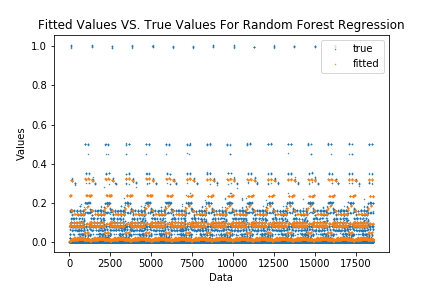 Fitted Values VS. True Values For Random Forest Regression
true
fitted
Values
1.0
0.8
0.6
0.4
0.2
0.0
0 2500 5000 7500 10000 12500 15000 17500
Data